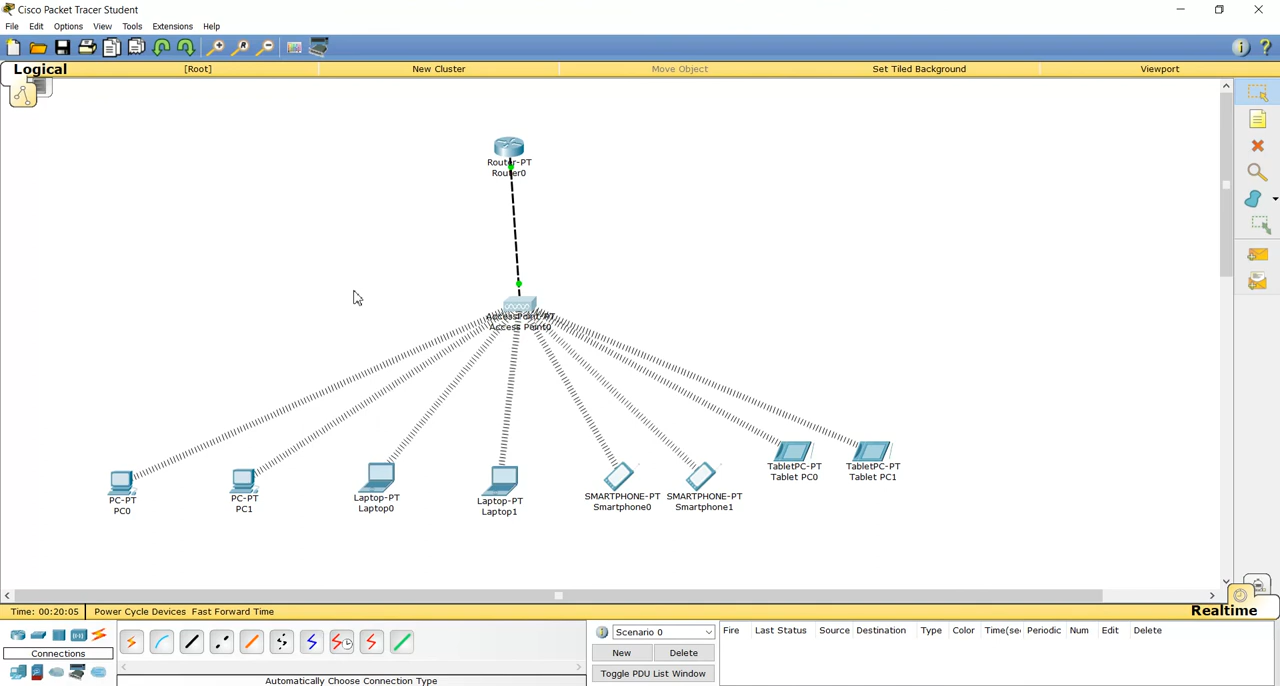 Cisco Packet Tracer Student
File Edit Options View Tools Extensions Help
Logical [Root] New Cluster Move Object Set Tiled Background Viewport
Router-PT
Router0
AccessPoint-PT
Access Point0
PC-PT
PC0
PC-PT
PC1
Laptop-PT
Laptop0
Laptop-PT
Laptop1
SMARTPHONE-PT
Smartphone0
SMARTPHONE-PT
Smartphone1
TabletPC-PT
Tablet PC0
TabletPC-PT
Tablet PC1
Time: 00:20:05 Power Cycle Devices Fast Forward Time
Realtime
Connections
Automatically Choose Connection Type
Scenario 0
New Delete
Toggle PDU List Window
Fire Last Status Source Destination Type Color Time(sec Periodic Num Edit Delete